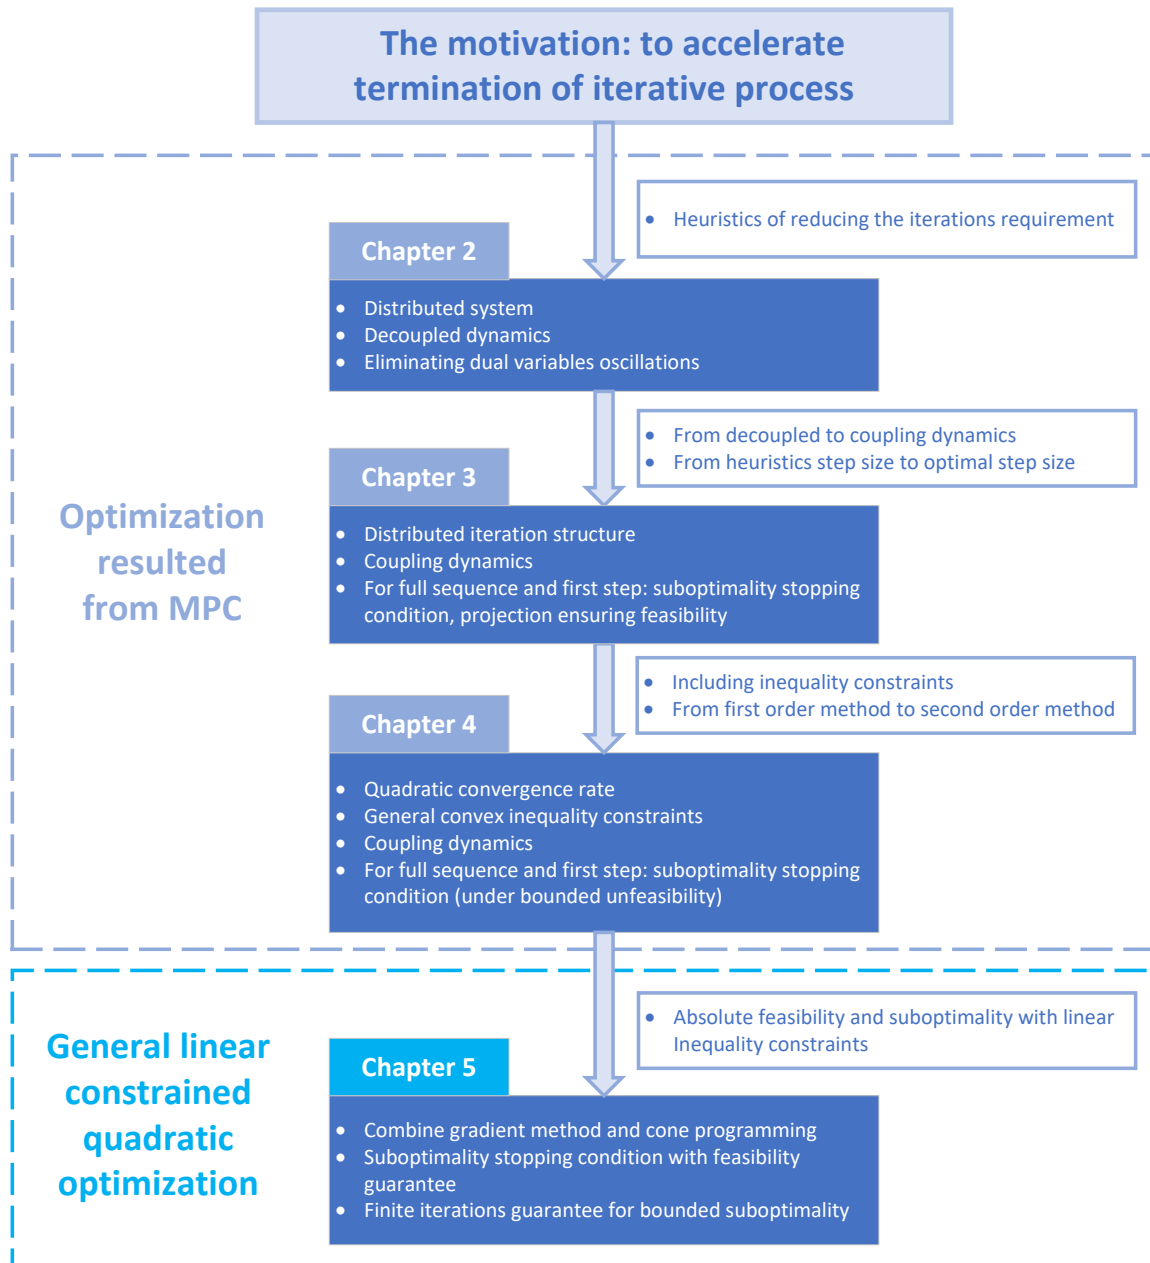 The motivation: to accelerate
termination of iterative process
• Heuristics of reducing the iterations requirement
Chapter 2
• Distributed system
• Decoupled dynamics
• Eliminating dual variables oscillations
• From decoupled to coupling dynamics
• From heuristics step size to optimal step size
Chapter 3
• Distributed iteration structure
• Coupling dynamics
• For full sequence and first step: suboptimality stopping
condition, projection ensuring feasibility
Optimization
resulted
from MPC
• Including inequality constraints
• From first order method to second order method
Chapter 4
• Quadratic convergence rate
• General convex inequality constraints
• Coupling dynamics
• For full sequence and first step: suboptimality stopping
condition (under bounded unfeasibility)
• Absolute feasibility and suboptimality with linear
Inequality constraints
General linear
constrained
quadratic
optimization
Chapter 5
• Combine gradient method and cone programming
• Suboptimality stopping condition with feasibility
guarantee
• Finite iterations guarantee for bounded suboptimality